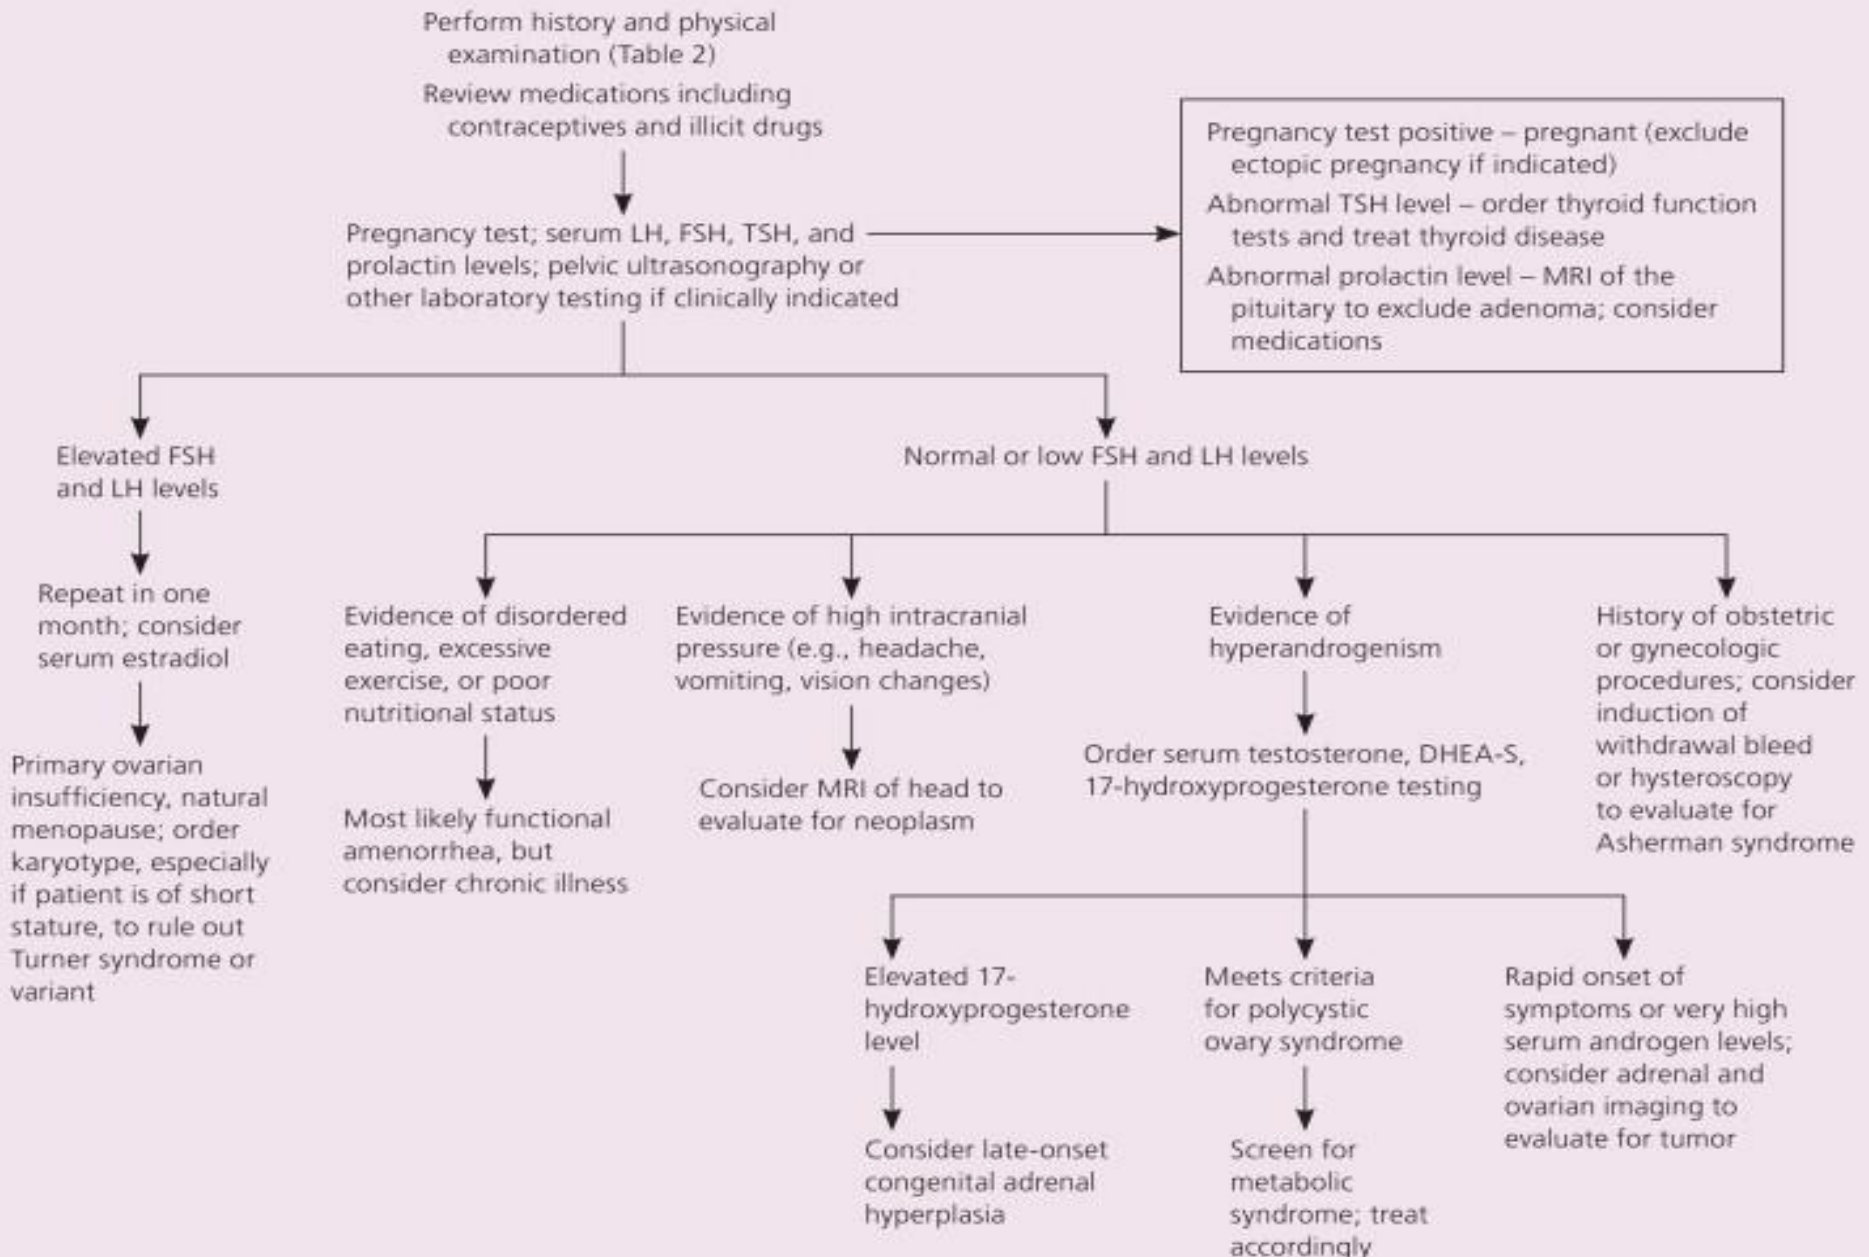 Perform history and physical
examination (Table 2)
Review medications including
contraceptives and illicit drugs
Pregnancy test; serum LH, FSH, TSH, and
prolactin levels; pelvic ultrasonography or
other laboratory testing if clinically indicated
Pregnancy test positive – pregnant (exclude
ectopic pregnancy if indicated)
Abnormal TSH level – order thyroid function
tests and treat thyroid disease
Abnormal prolactin level – MRI of the
pituitary to exclude adenoma; consider
medications
Elevated FSH
and LH levels
Repeat in one
month; consider
serum estradiol
Primary ovarian
insufficiency, natural
menopause; order
karyotype, especially
if patient is of short
stature, to rule out
Turner syndrome or
variant
Normal or low FSH and LH levels
Evidence of disordered
eating, excessive
exercise, or poor
nutritional status
Most likely functional
amenorrhea, but
consider chronic illness
Evidence of high intracranial
pressure (e.g., headache,
vomiting, vision changes)
Consider MRI of head to
evaluate for neoplasm
Evidence of
hyperandrogenism
Order serum testosterone, DHEA-S,
17-hydroxyprogesterone testing
Elevated 17-
hydroxyprogesterone
level
Consider late-onset
congenital adrenal
hyperplasia
Meets criteria
for polycystic
ovary syndrome
Screen for
metabolic
syndrome; treat
accordingly
Rapid onset of
symptoms or very high
serum androgen levels;
consider adrenal and
ovarian imaging to
evaluate for tumor
History of obstetric
or gynecologic
procedures; consider
induction of
withdrawal bleed
or hysteroscopy
to evaluate for
Asherman syndrome